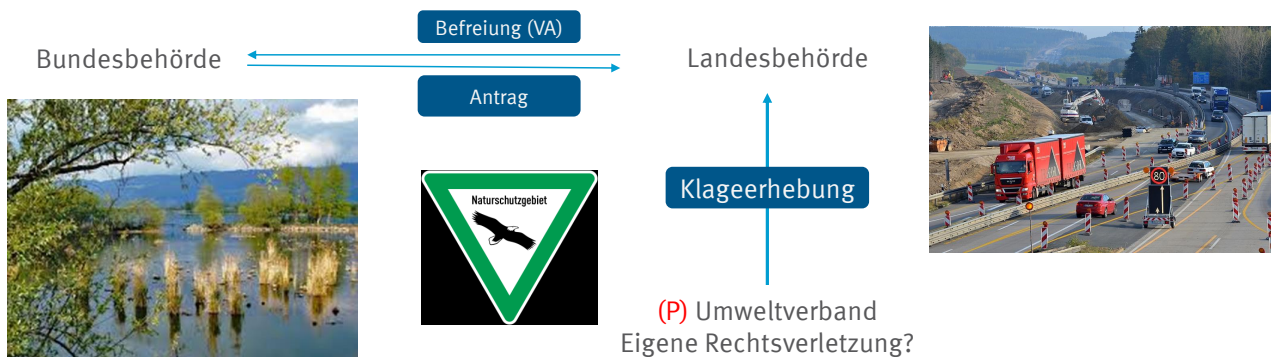 Befreiung (VA)
Bundesbehörde
Landesbehörde
Antrag
Naturschutzgebiet
Klageerhebung
80
(P) Umweltverband
Eigene Rechtsverletzung?